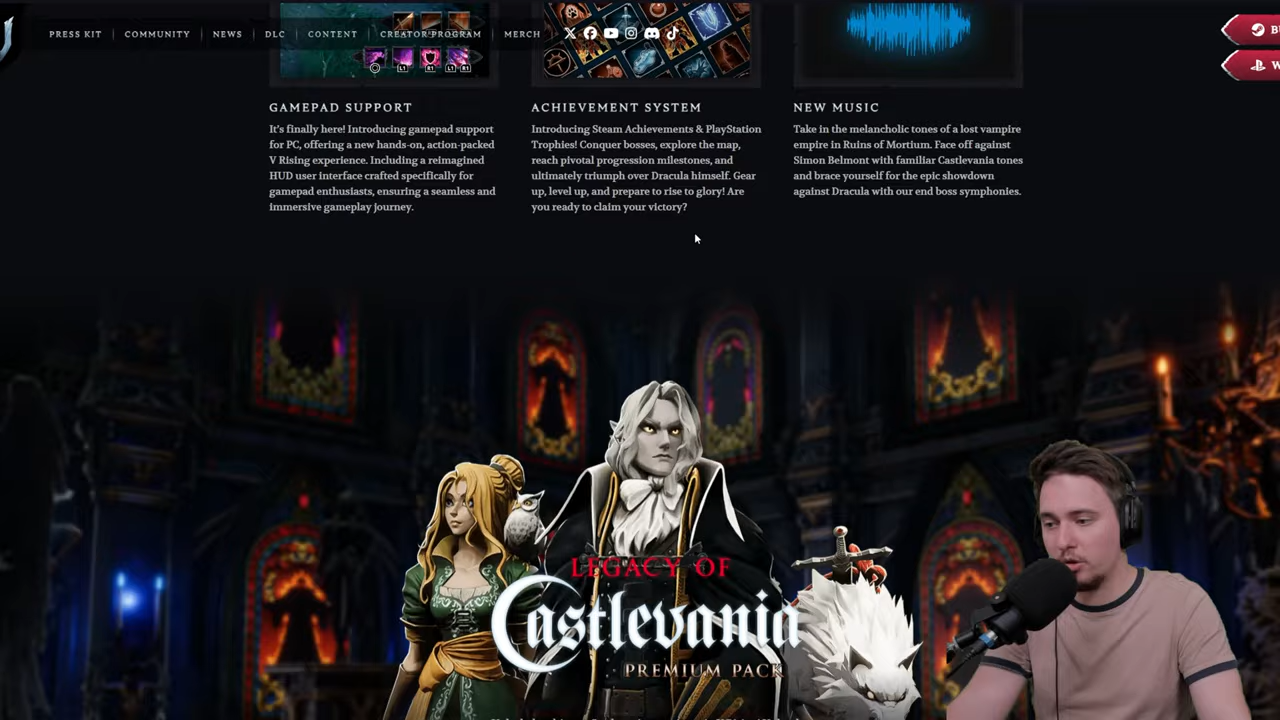 PRESS KIT
COMMUNITY
NEWS
DLC
CONTENT
CREATOR PROGRAM
MERCH
L1
R1
L1 R1
GAMEPAD SUPPORT
It's finally here! Introducing gamepad support
for PC, offering a new hands-on, action-packed
V Rising experience. Including a reimagined
HUD user interface crafted specifically for
gamepad enthusiasts, ensuring a seamless and
immersive gameplay journey.
ACHIEVEMENT SYSTEM
Introducing Steam Achievements & PlayStation
Trophies! Conquer bosses, explore the map,
reach pivotal progression milestones, and
ultimately triumph over Dracula himself. Gear
up, level up, and prepare to rise to glory! Are
you ready to claim your victory?
NEW MUSIC
Take in the melancholic tones of a lost vampire
empire in Ruins of Mortium. Face off against
Simon Belmont with familiar Castlevania tones
and brace yourself for the epic showdown
against Dracula with our end boss symphonies.
LEGACY OF
Castlevania
PREMIUM PACK